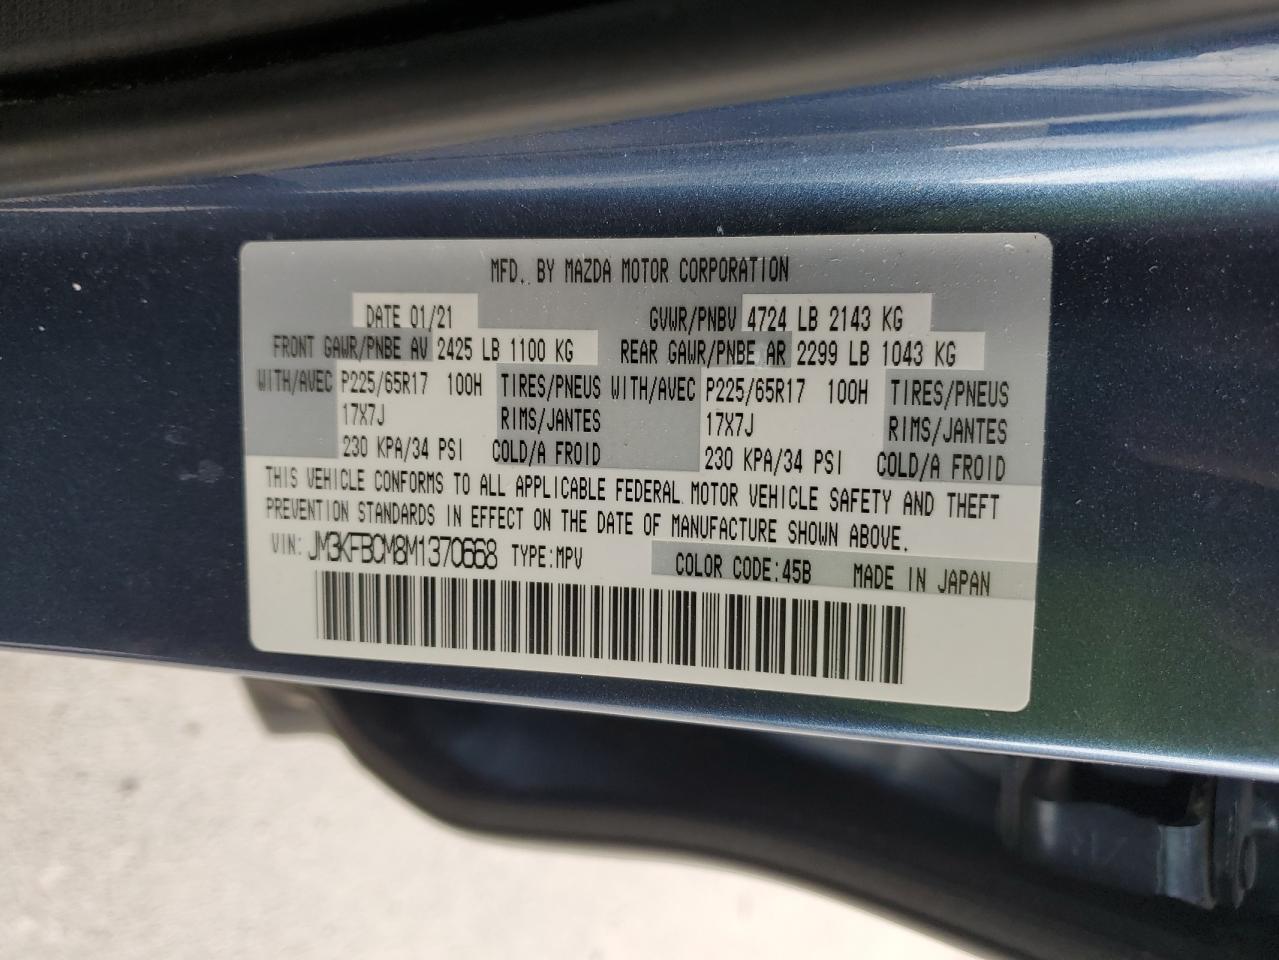 MFD. BY MAZDA MOTOR CORPORATION
DATE 01/21 GVWR/PNBV 4724 LB 2143 KG
FRONT GAWR/PNBE AV 2425 LB 1100 KG REAR GAWR/PNBE AR 2299 LB 1043 KG
WITH/AVEC P225/65R17 100H TIRES/PNEUS WITH/AVEC P225/65R17 100H TIRES/PNEUS
17X7J RIMS/JANTES 17X7J RIMS/JANTES
230 KPA/34 PSI COLD/A FROID 230 KPA/34 PSI COLD/A FROID
THIS VEHICLE CONFORMS TO ALL APPLICABLE FEDERAL MOTOR VEHICLE SAFETY AND THEFT
PREVENTION STANDARDS IN EFFECT ON THE DATE OF MANUFACTURE SHOWN ABOVE.
VIN: JM3KFBCM8M1370668 TYPE:MPV COLOR CODE:45B MADE IN JAPAN